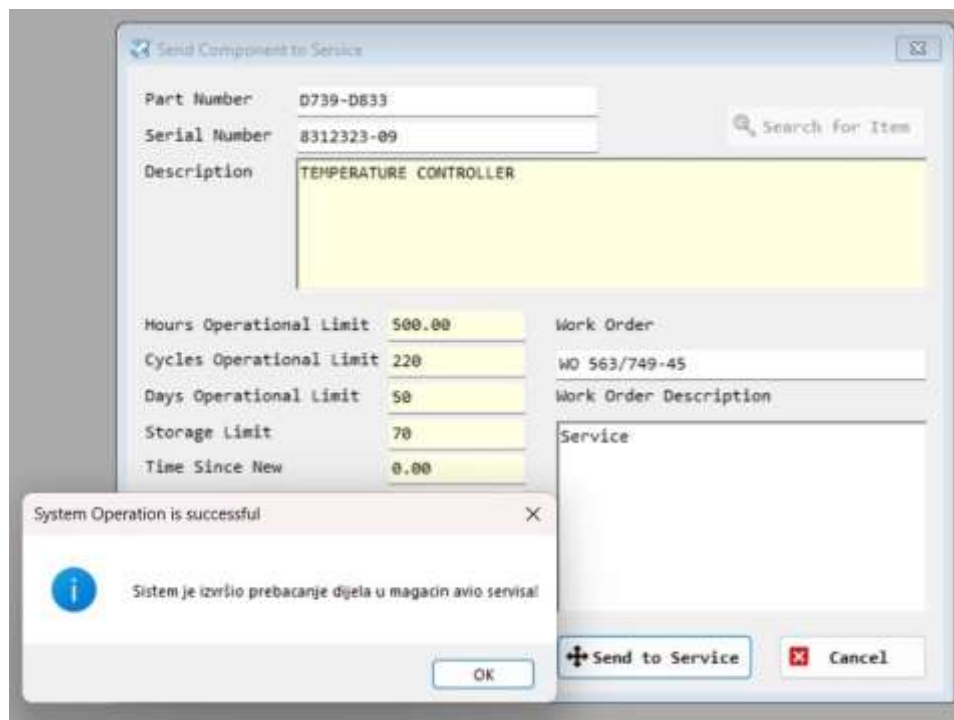 Send Component to Service
Part Number D739-D833
Serial Number 8312323-09
Search for Item
Description TEMPERATURE CONTROLLER
Hours Operational Limit 500.00
Work Order
Cycles Operational Limit 220
WO 563/749-45
Days Operational Limit 50
Work Order Description
Storage Limit 70
Service
Time Since New 0.00
System Operation is successful
Sistem je izvršio prebacanje dijela u magacin avio servisa!
OK
Send to Service
Cancel